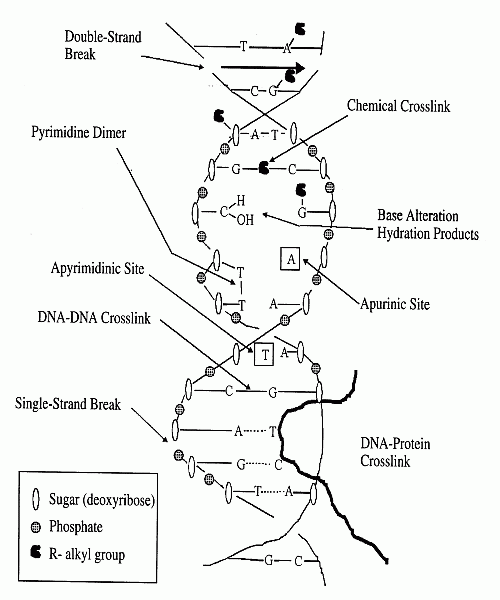 Double-Strand
Break
T A
C G
Chemical Crosslink
Pyrimidine Dimer
A T
G C
C H
OH
G
Base Alteration
Hydration Products
A
Apyrimidinic Site
T
T
A
Apurinic Site
DNA-DNA Crosslink
T A
C G
Single-Strand Break
A T
DNA-Protein
Crosslink
G C
T A
Sugar (deoxyribose)
Phosphate
R- alkyl group
G C